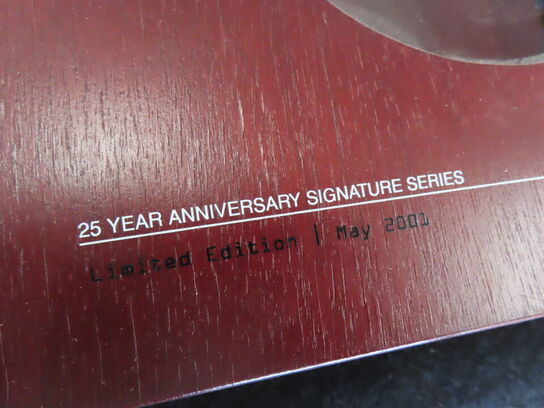 25 YEAR ANNIVERSARY SIGNATURE SERIES
Limited Edition | May 2001